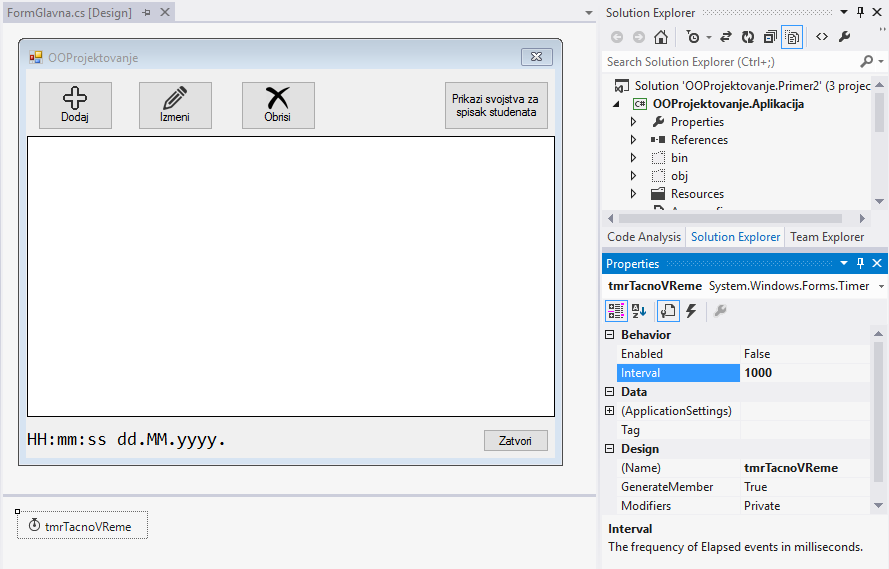 FormGlavna.cs [Design]
OOProjektovanje
Dodaj
Izmeni
Obrisi
Prikazi svojstva za
spisak studenata
HH:mm:ss dd.MM.yyyy.
Zatvori
tmrTacnoVReme
Solution Explorer
Search Solution Explorer (Ctrl+;)
Solution 'OOProjektovanje.Primer2' (3 projec
OOProjektovanje.Aplikacija
Properties
References
bin
obj
Resources
Code Analysis Solution Explorer Team Explorer
Properties
tmrTacnoVReme System.Windows.Forms.Timer
Behavior
Enabled False
Interval 1000
Data
(ApplicationSettings)
Tag
Design
(Name) tmrTacnoVReme
GenerateMember True
Modifiers Private
Interval
The frequency of Elapsed events in milliseconds.